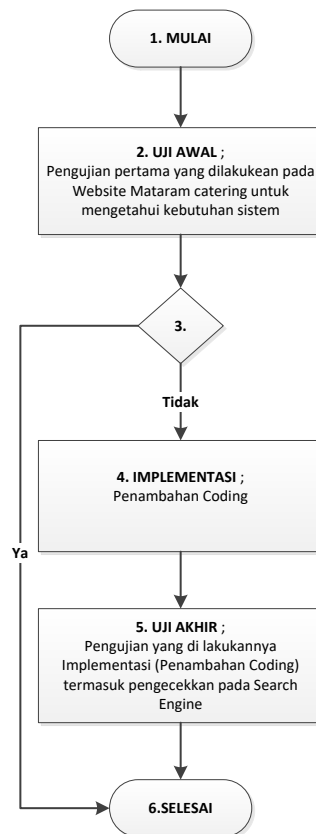 1. MULAI
2. UJI AWAL ;
Pengujian pertama yang dilakukean pada
Website Mataram catering untuk
mengetahui kebutuhan sistem
3.
Tidak
4. IMPLEMENTASI ;
Penambahan Coding
Ya
5. UJI AKHIR ;
Pengujian yang di lakukannya
Implementasi (Penambahan Coding)
termasuk pengecekkan pada Search
Engine
6.SELESAI